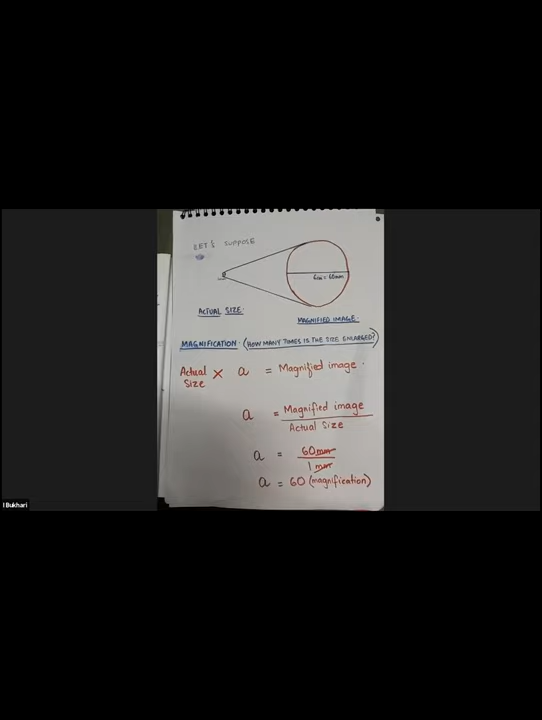 LET'S SUPPOSE
6cm = 60mm
ACTUAL SIZE.
MAGNIFIED IMAGE.
MAGNIFICATION. (HOW MANY TIMES IS THE SIZE ENLARGED?)
Actual Size × a = Magnified image.
a = Magnified image
Actual Size
a = 60mm
1mm
a = 60 (magnification)
I Bukhari